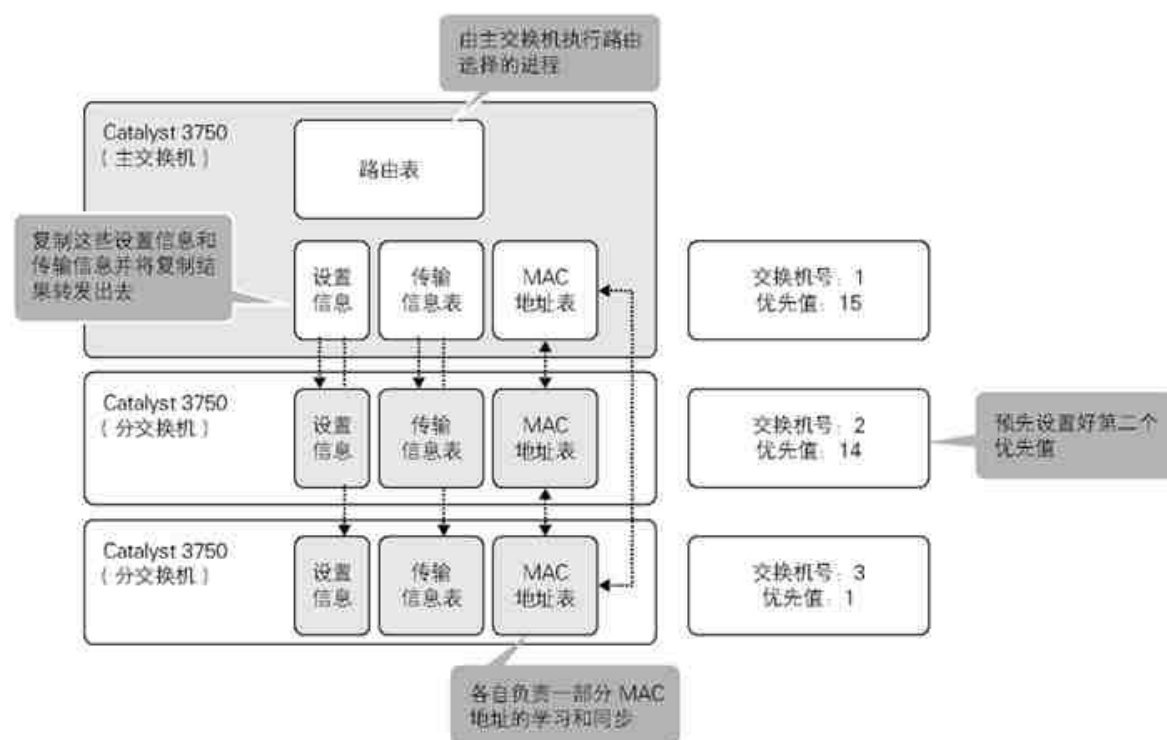 由主交换机执行路由
选择的进程
Catalyst 3750
（主交换机）
路由表
复制这些设置信息和
传输信息并将复制结
果转发出去
设置
信息
传输
信息表
MAC
地址表
交换机号：1
优先值：15
Catalyst 3750
（分交换机）
设置
信息
传输
信息表
MAC
地址表
交换机号：2
优先值：14
预先设置好第二个
优先值
Catalyst 3750
（分交换机）
设置
信息
传输
信息表
MAC
地址表
交换机号：3
优先值：1
各自负责一部分 MAC
地址的学习和同步